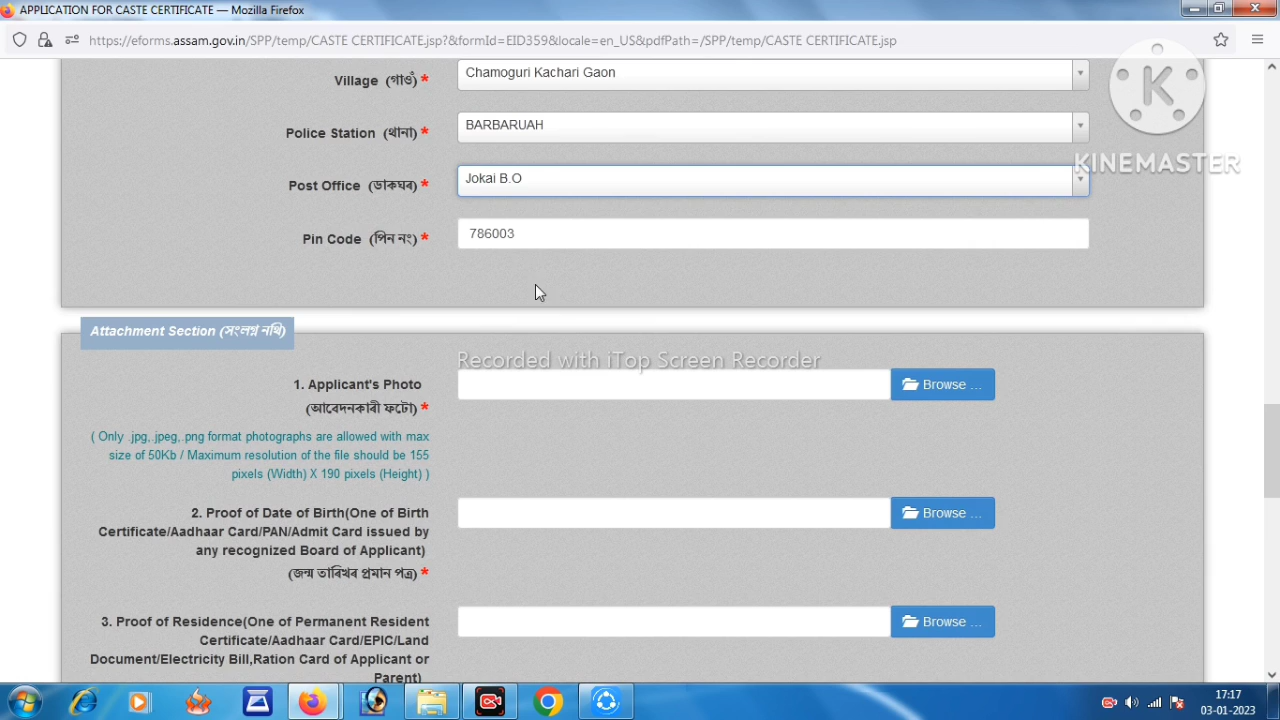 APPLICATION FOR CASTE CERTIFICATE — Mozilla Firefox
https://eforms.assam.gov.in/SPP/temp/CASTE CERTIFICATE.jsp?&formId=EID359&locale=en_US&pdfPath=/SPP/temp/CASTE CERTIFICATE.jsp
Village (গাওঁ) * Chamoguri Kachari Gaon
K
KINEMASTER
Police Station (থানা) * BARBARUAH
Post Office (ডাকঘৰ) * Jokai B.O
Pin Code (পিন নং) * 786003
Attachment Section (সংলগ্ন নথি)
Recorded with iTop Screen Recorder
1. Applicant's Photo Browse ...
(আবেদনকাৰী ফটো) *
( Only .jpg,.jpeg,.png format photographs are allowed with max
size of 50Kb / Maximum resolution of the file should be 155
pixels (Width) X 190 pixels (Height) )
2. Proof of Date of Birth(One of Birth Browse ...
Certificate/Aadhaar Card/PAN/Admit Card issued by
any recognized Board of Applicant)
(জন্ম তাৰিখৰ প্ৰমান পত্ৰ) *
3. Proof of Residence(One of Permanent Resident Browse ...
Certificate/Aadhaar Card/EPIC/Land
Document/Electricity Bill,Ration Card of Applicant or
Parent)
17:17
03-01-2023